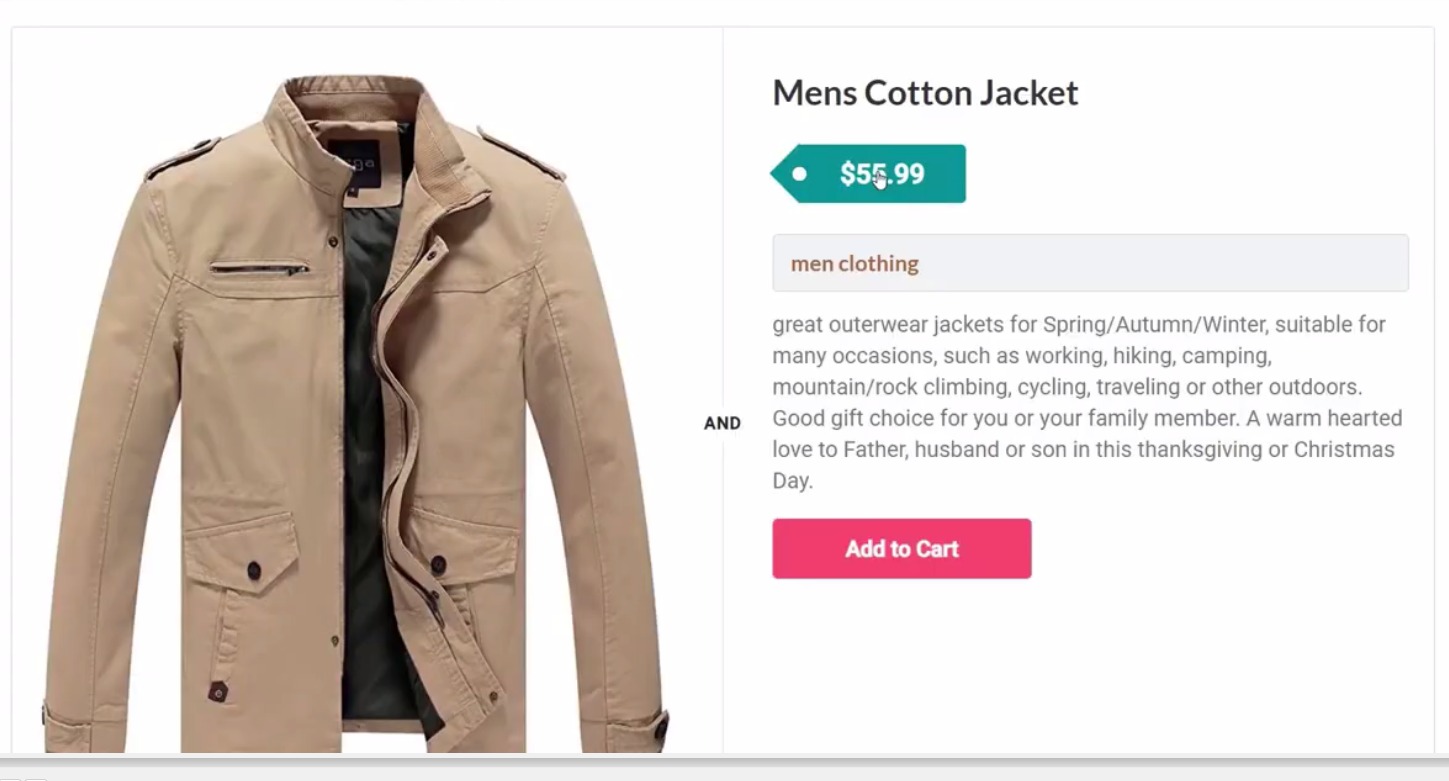 Mens Cotton Jacket
$55.99
men clothing
great outerwear jackets for Spring/Autumn/Winter, suitable for
many occasions, such as working, hiking, camping,
mountain/rock climbing, cycling, traveling or other outdoors.
Good gift choice for you or your family member. A warm hearted
love to Father, husband or son in this thanksgiving or Christmas
Day.
AND
Add to Cart